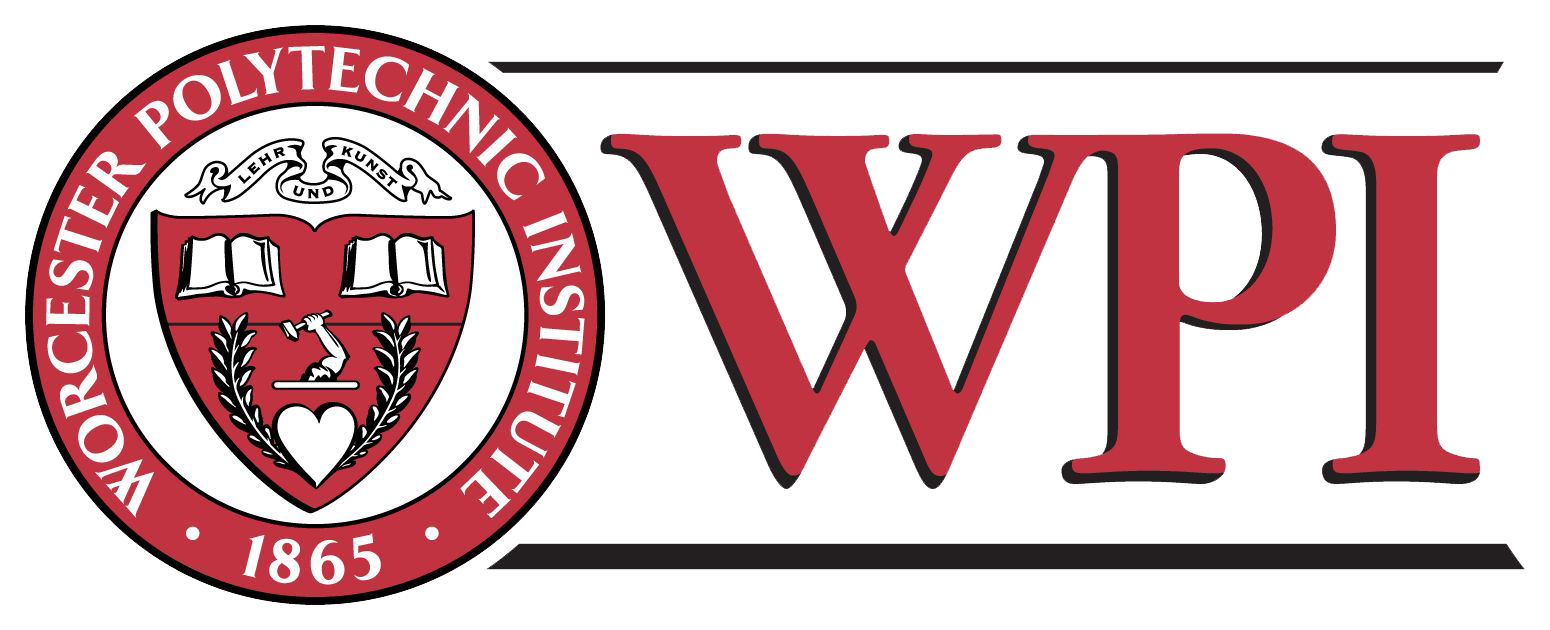 WORCESTER POLYTECHNIC INSTITUTE
LEHR UND KUNST
· 1865 ·
WPI